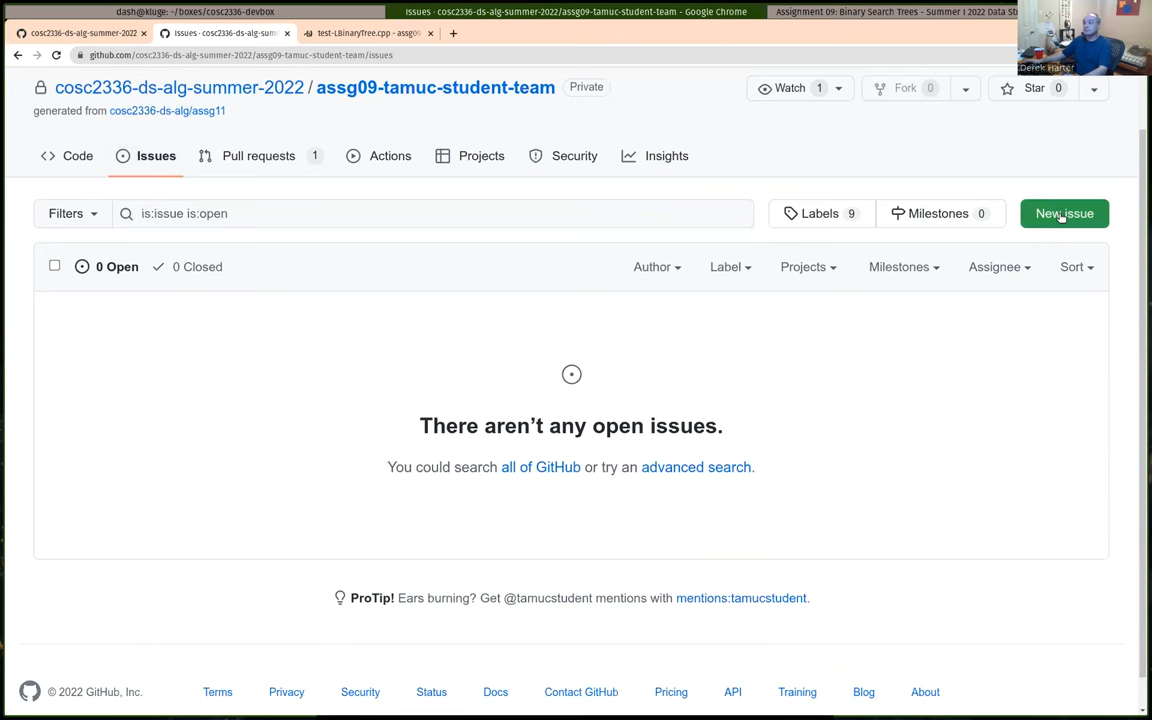 dash@kluge: ~/boxes/cosc2336-devbox
Issues · cosc2336-ds-alg-summer-2022/assg09-tamuc-student-team - Google Chrome
Assignment 09: Binary Search Trees - Summer I 2022 Data St
cosc2336-ds-alg-summer-2022
Issues · cosc2336-ds-alg-sum
test-LBinaryTree.cpp - assg09
github.com/cosc2336-ds-alg-summer-2022/assg09-tamuc-student-team/issues
Derek Harter
cosc2336-ds-alg-summer-2022 / assg09-tamuc-student-team Private
Watch 1 Fork 0 Star 0
generated from cosc2336-ds-alg/assg11
Code Issues Pull requests 1 Actions Projects Security Insights
Filters is:issue is:open Labels 9 Milestones 0 New issue
0 Open 0 Closed Author Label Projects Milestones Assignee Sort
There aren’t any open issues.
You could search all of GitHub or try an advanced search.
ProTip! Ears burning? Get @tamucstudent mentions with mentions:tamucstudent.
© 2022 GitHub, Inc. Terms Privacy Security Status Docs Contact GitHub Pricing API Training Blog About